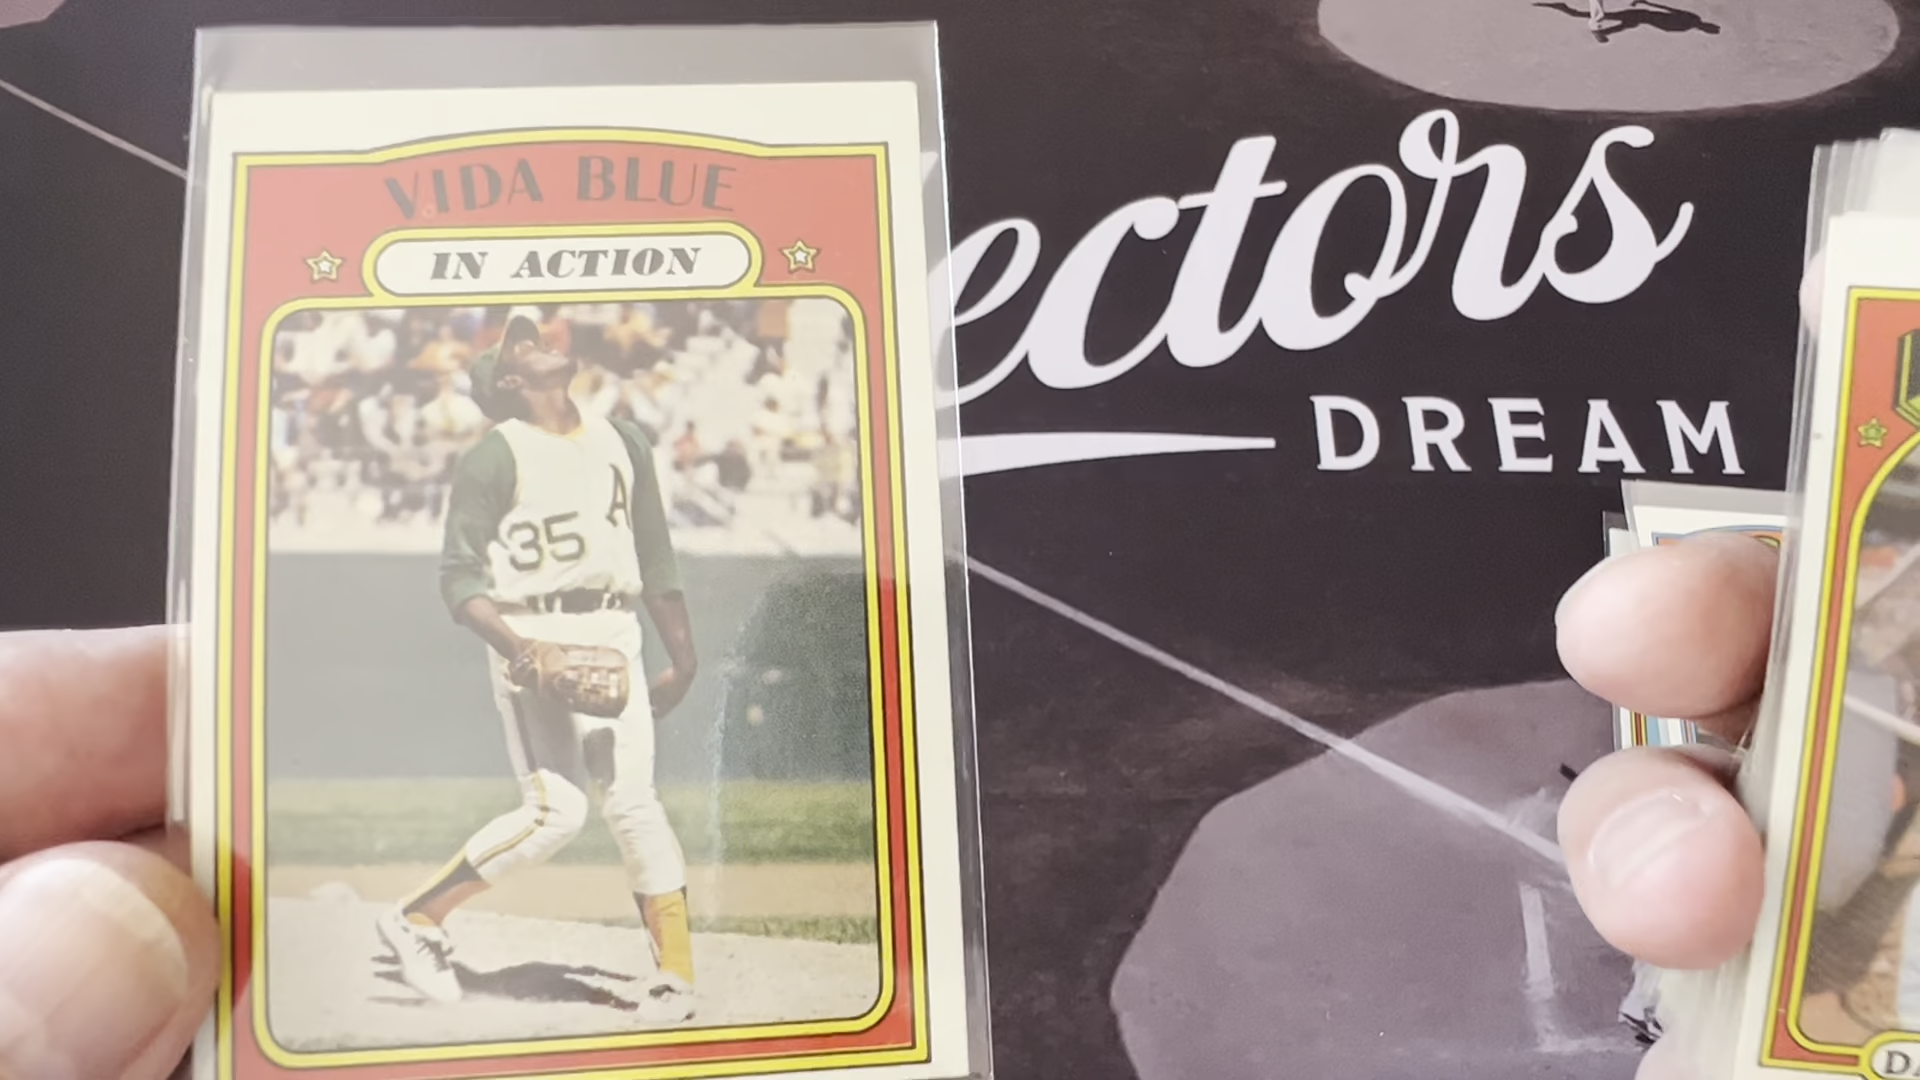 VIDA BLUE
IN ACTION
A
35
ectors
DREAM